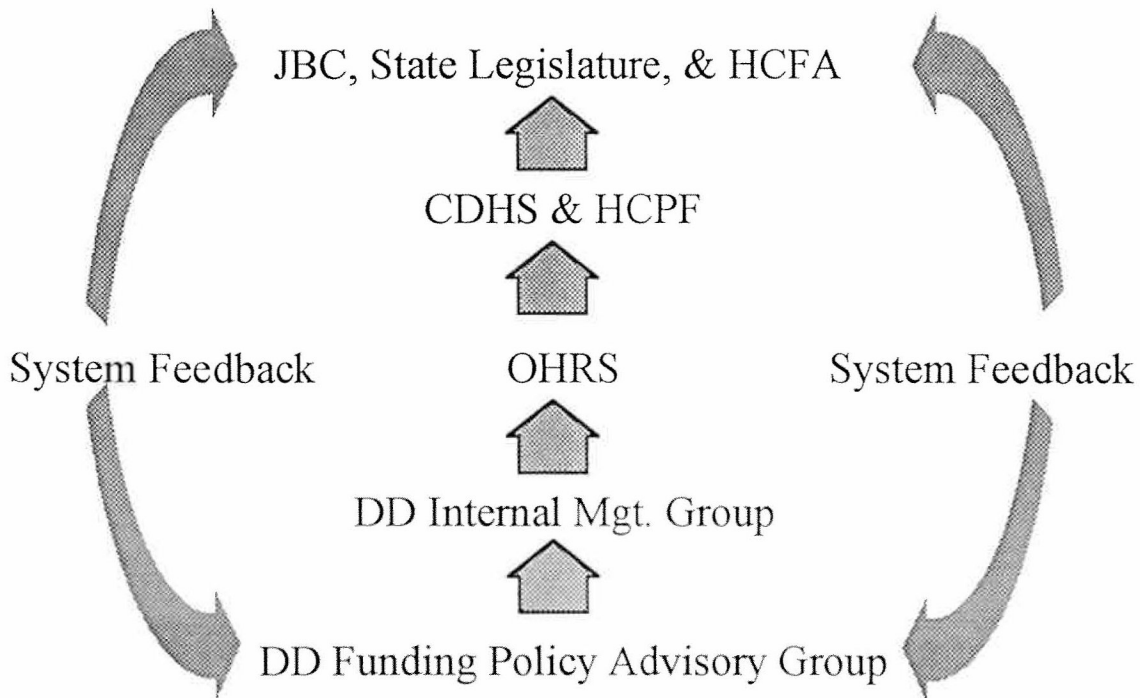 JBC, State Legislature, & HCFA
CDHS & HCPF
System Feedback
OHRS
System Feedback
DD Internal Mgt. Group
DD Funding Policy Advisory Group